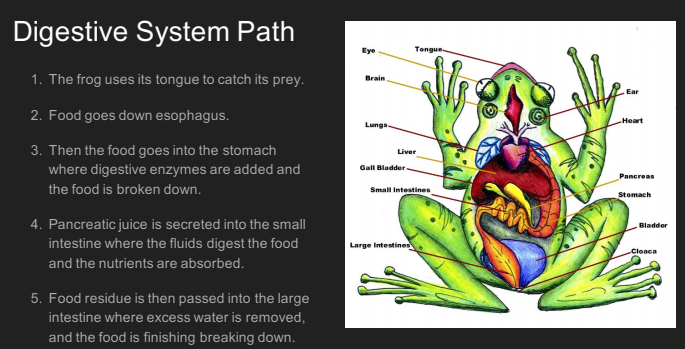 Digestive System Path
1. The frog uses its tongue to catch its prey.
2. Food goes down esophagus.
3. Then the food goes into the stomach
where digestive enzymes are added and
the food is broken down.
4. Pancreatic juice is secreted into the small
intestine where the fluids digest the food
and the nutrients are absorbed.
5. Food residue is then passed into the large
intestine where excess water is removed,
and the food is finishing breaking down.
Eye
Tongue
Brain
Ear
Heart
Lungs
Liver
Gall Bladder
Pancreas
Small Intestines
Stomach
Bladder
Large Intestines
Cloaca